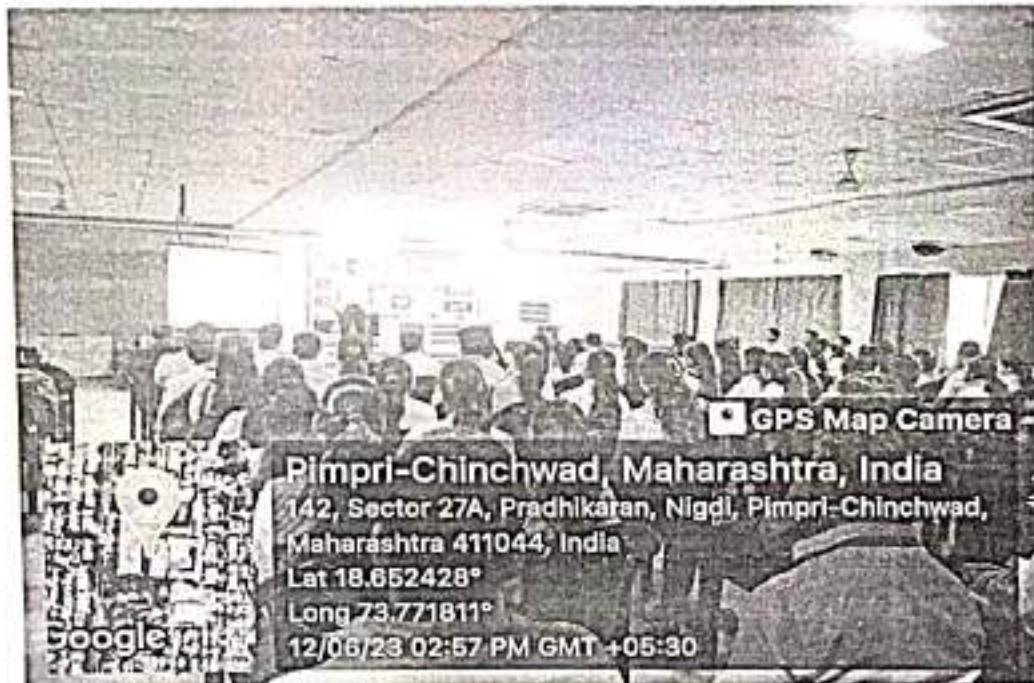 GPS Map Camera
Pimpri-Chinchwad, Maharashtra, India
142, Sector 27A, Pradhikaran, Nigdi, Pimpri-Chinchwad,
Maharashtra 411044, India
Lat 18.652428°
Long 73.771811°
12/06/23 02:57 PM GMT +05:30
Google